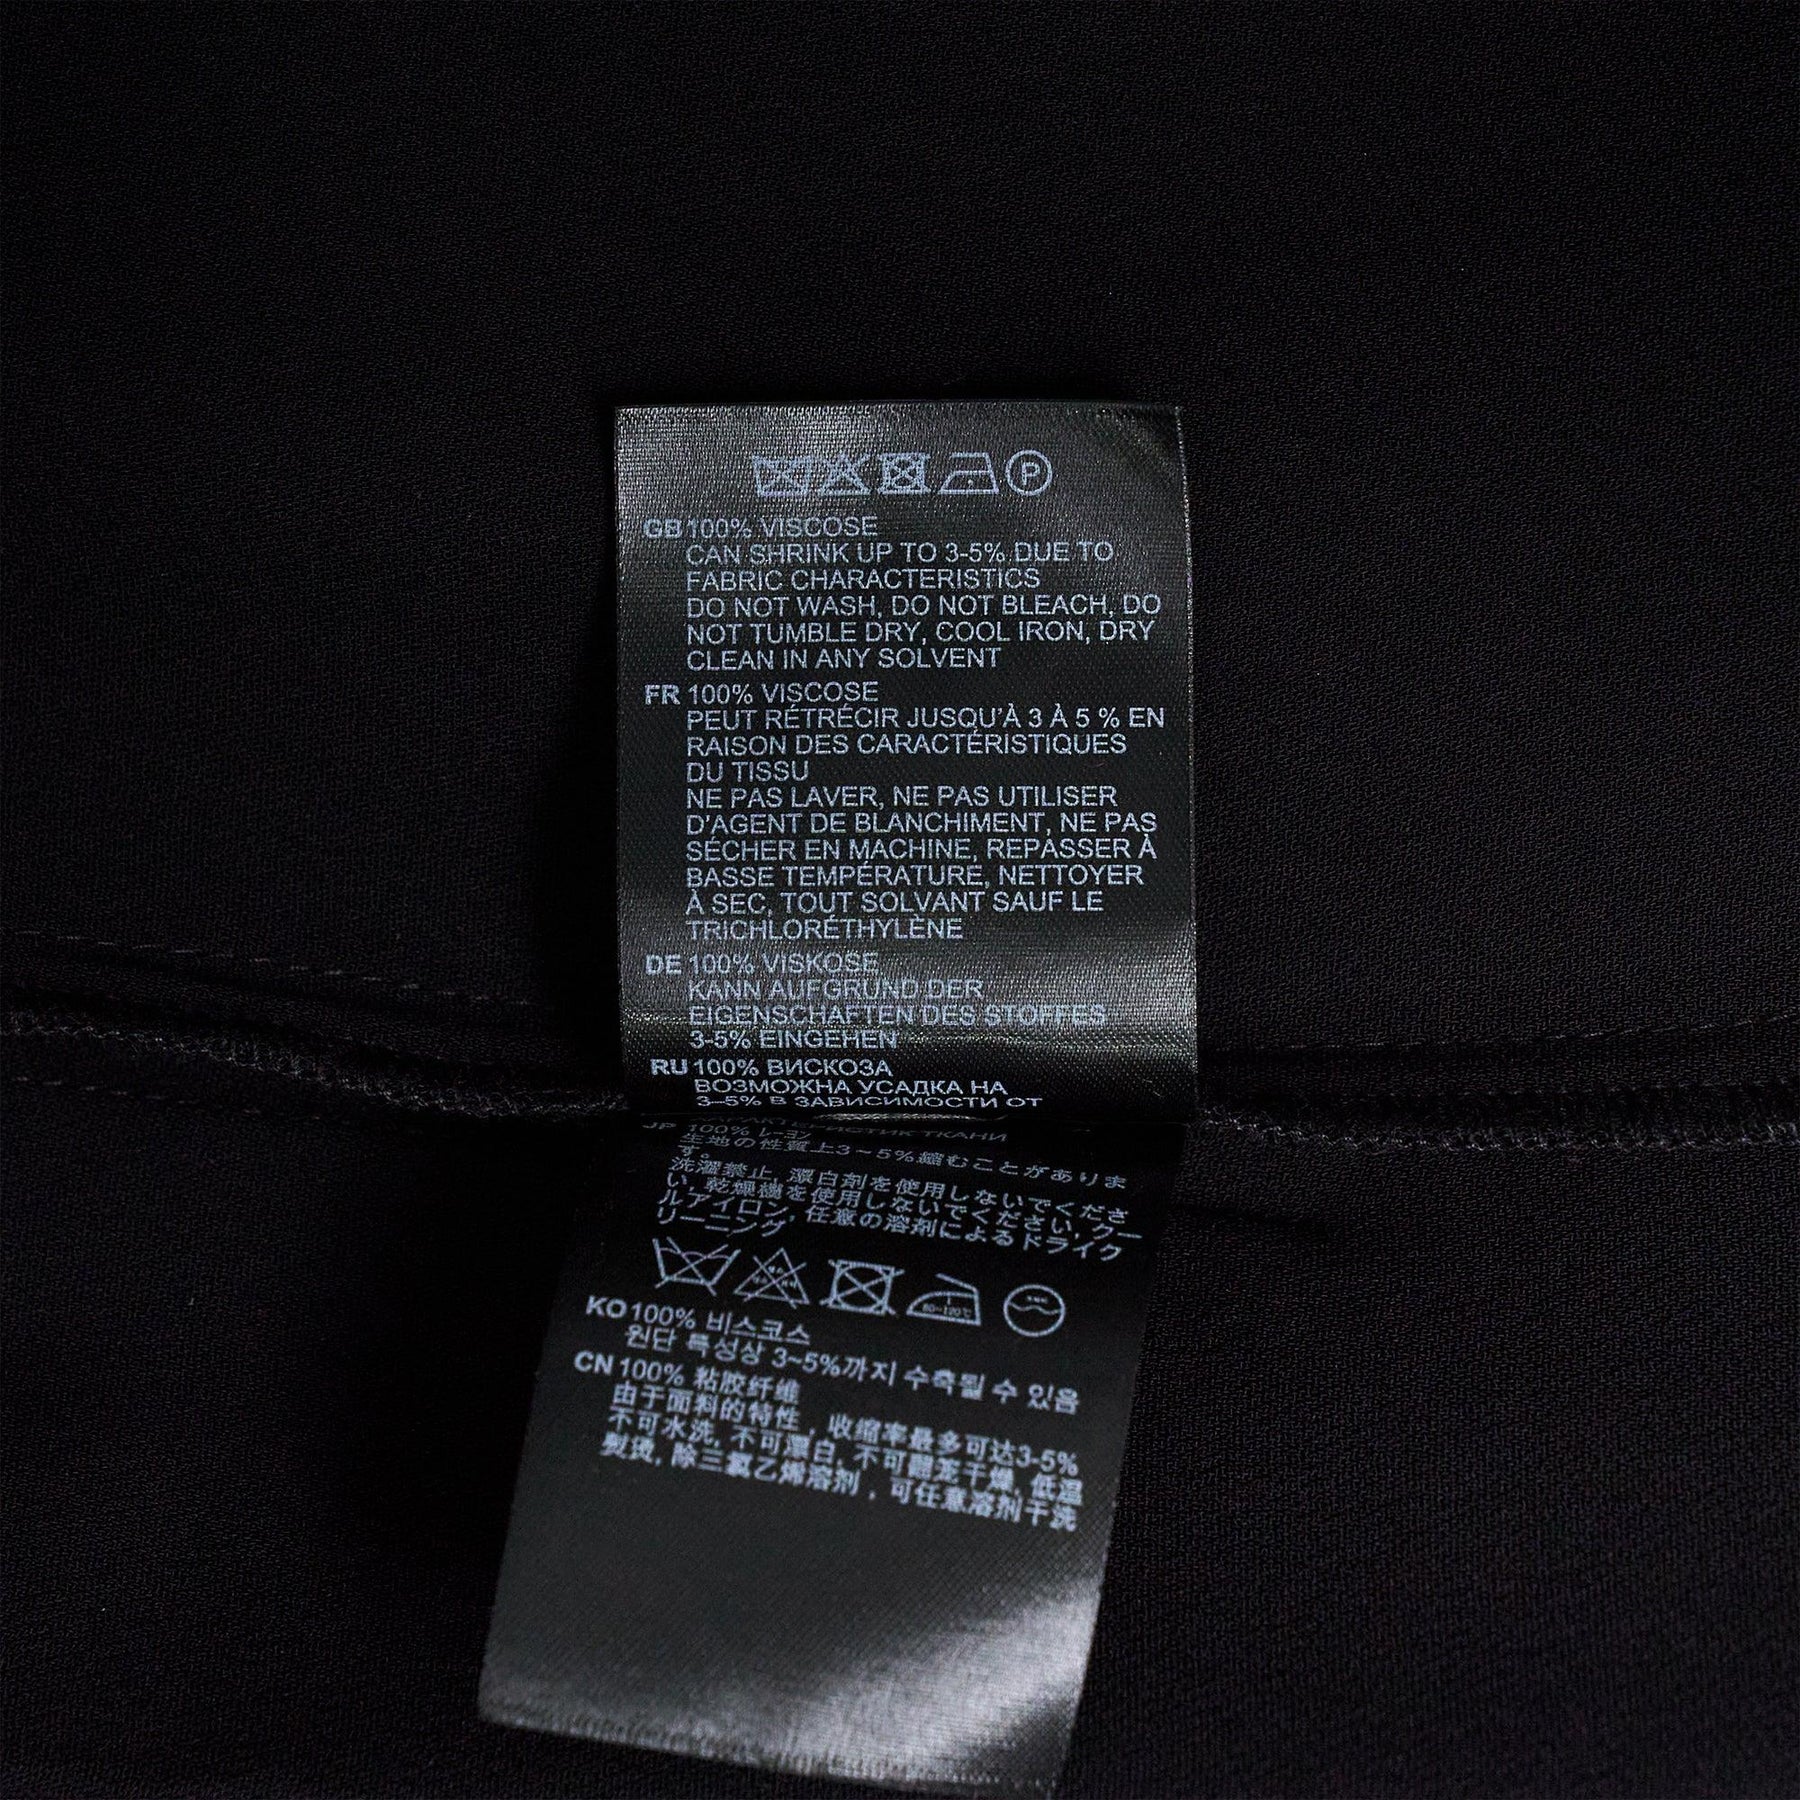 P
GB 100% VISCOSE
CAN SHRINK UP TO 3-5% DUE TO
FABRIC CHARACTERISTICS
DO NOT WASH, DO NOT BLEACH, DO
NOT TUMBLE DRY, COOL IRON, DRY
CLEAN IN ANY SOLVENT
FR 100% VISCOSE
PEUT RÉTRÉCIR JUSQU'À 3 À 5 % EN
RAISON DES CARACTÉRISTIQUES
DU TISSU
NE PAS LAVER, NE PAS UTILISER
D'AGENT DE BLANCHIMENT, NE PAS
SÉCHER EN MACHINE, REPASSER À
BASSE TEMPÉRATURE, NETTOYER
À SEC, TOUT SOLVANT SAUF LE
TRICHLORÉTHYLÈNE
DE 100% VISKOSE
KANN AUFGRUND DER
EIGENSCHAFTEN DES STOFFES
3-5% EINGEHEN
RU 100% ВИСКОЗА
ВОЗМОЖНА УСАДКА НА
3–5% В ЗАВИСИМОСТИ ОТ
ТКАНИ
JP 100% レーヨン
生地の性質上3～5%縮むことがありま
す。
洗濯禁止, 漂白剤を使用しないでくださ
い, 乾燥機を使用しないでください, クー
ルアイロン, 任意の溶剤によるドライク
リーニング
80~120℃
KO 100% 비스코스
원단 특성상 3~5%까지 수축될 수 있음
CN 100% 粘胶纤维
由于面料的特性，收缩率最多可达3-5%
不可水洗, 不可漂白, 不可翻笼干燥, 低温
熨烫, 除三氯乙烯溶剂，可任意溶剂干洗